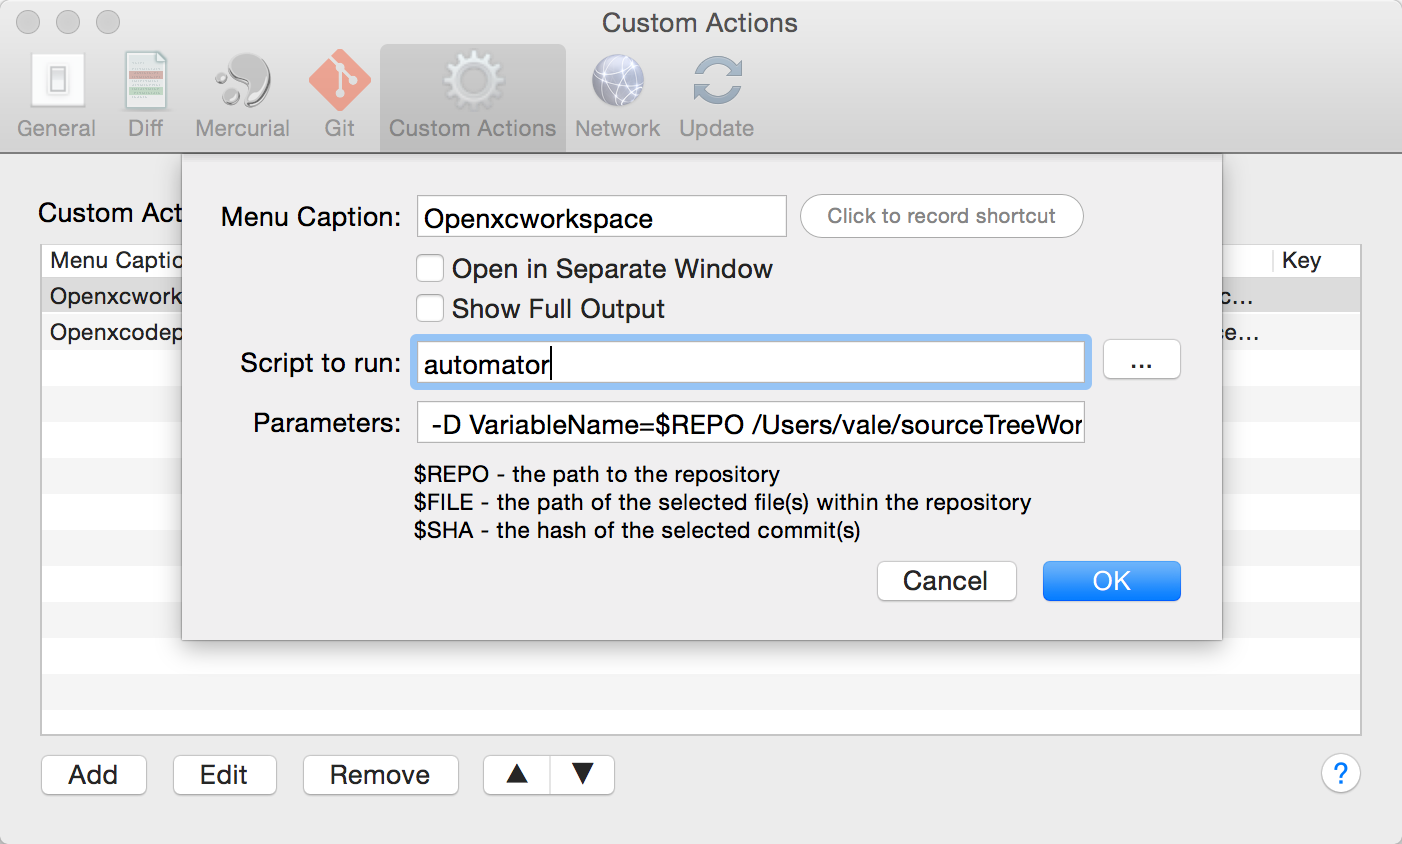 Custom Actions
General Diff Mercurial Git Custom Actions Network Update
Custom Act
Menu Caption: Openxcworkspace Click to record shortcut
Menu Captio Key
Open in Separate Window
Openxcwork c...
Show Full Output
Openxcodep e...
Script to run: automator ...
Parameters: -D VariableName=$REPO /Users/vale/sourceTreeWor
$REPO - the path to the repository
$FILE - the path of the selected file(s) within the repository
$SHA - the hash of the selected commit(s)
Cancel OK
Add Edit Remove ▲ ▼ ?